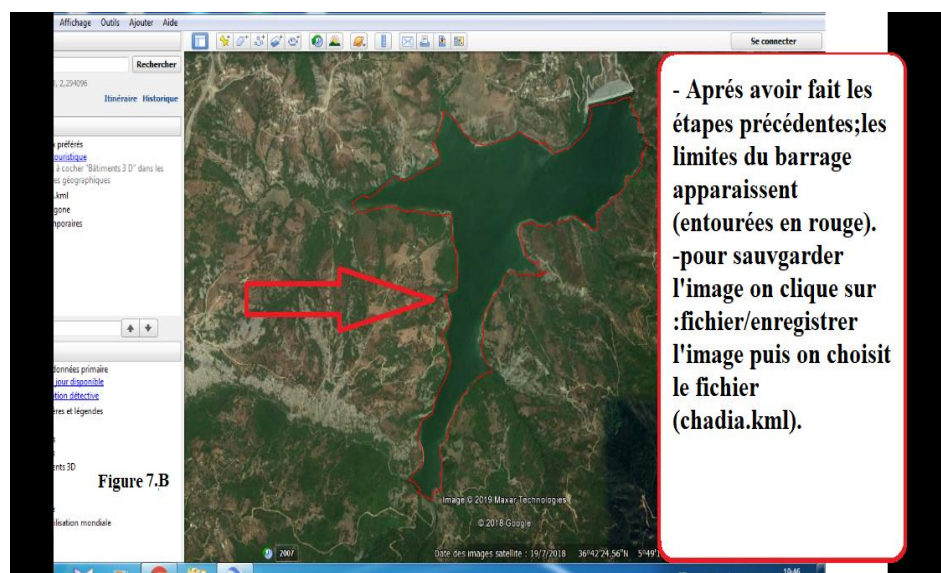 Affichage Outils Ajouter Aide
Se connecter
Rechercher
, 2,294096
Itinéraire Historique
préférés
ouristique
à cocher "Bâtiments 3 D" dans les
es géographiques
.kml
gone
mporaires
données primaire
jour disponible
tion détective
res et légendes
nts 3D
Figure 7.B
lisation mondiale
Image © 2019 Maxar Technologies
© 2018 Google
2007
Date des images satellite : 19/7/2018 36°42'24.56"N 5°49'
19:46
- Aprés avoir fait les
étapes précédentes;les
limites du barrage
apparaissent
(entourées en rouge).
-pour sauvgarder
l'image on clique sur
:fichier/enregistrer
l'image puis on choisit
le fichier
(chadia.kml).